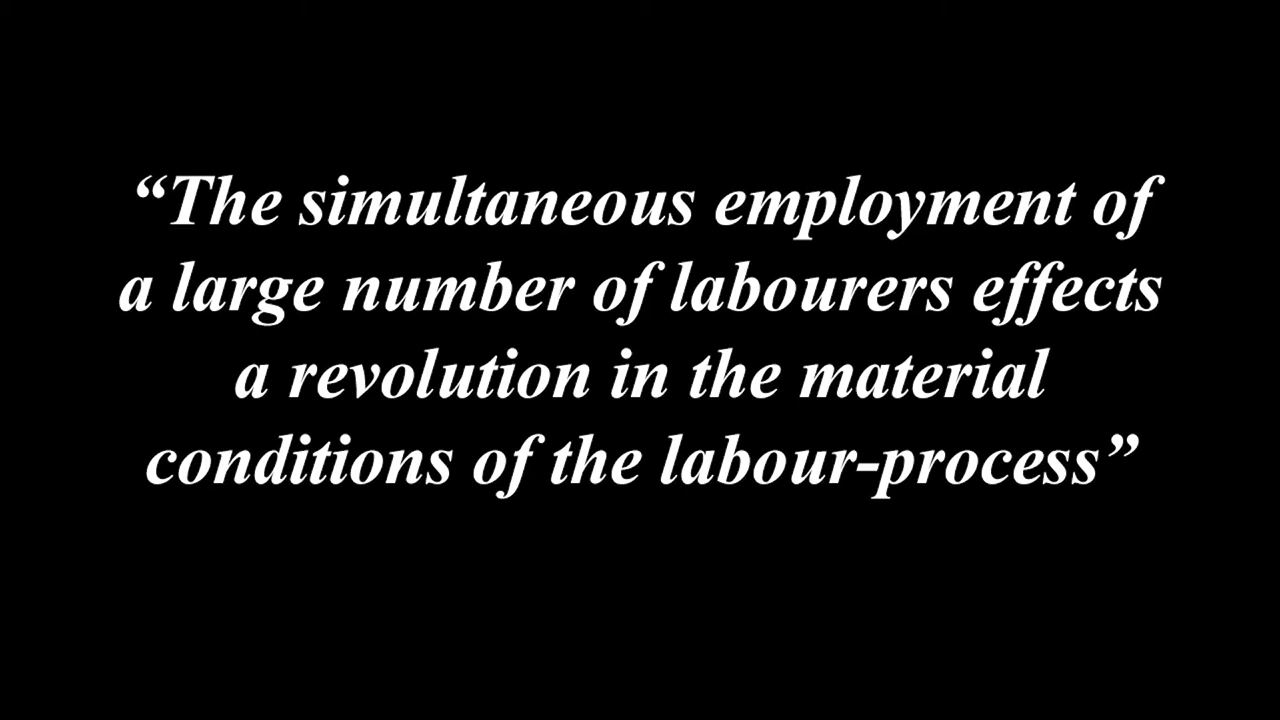 “The simultaneous employment of
a large number of labourers effects
a revolution in the material
conditions of the labour-process”